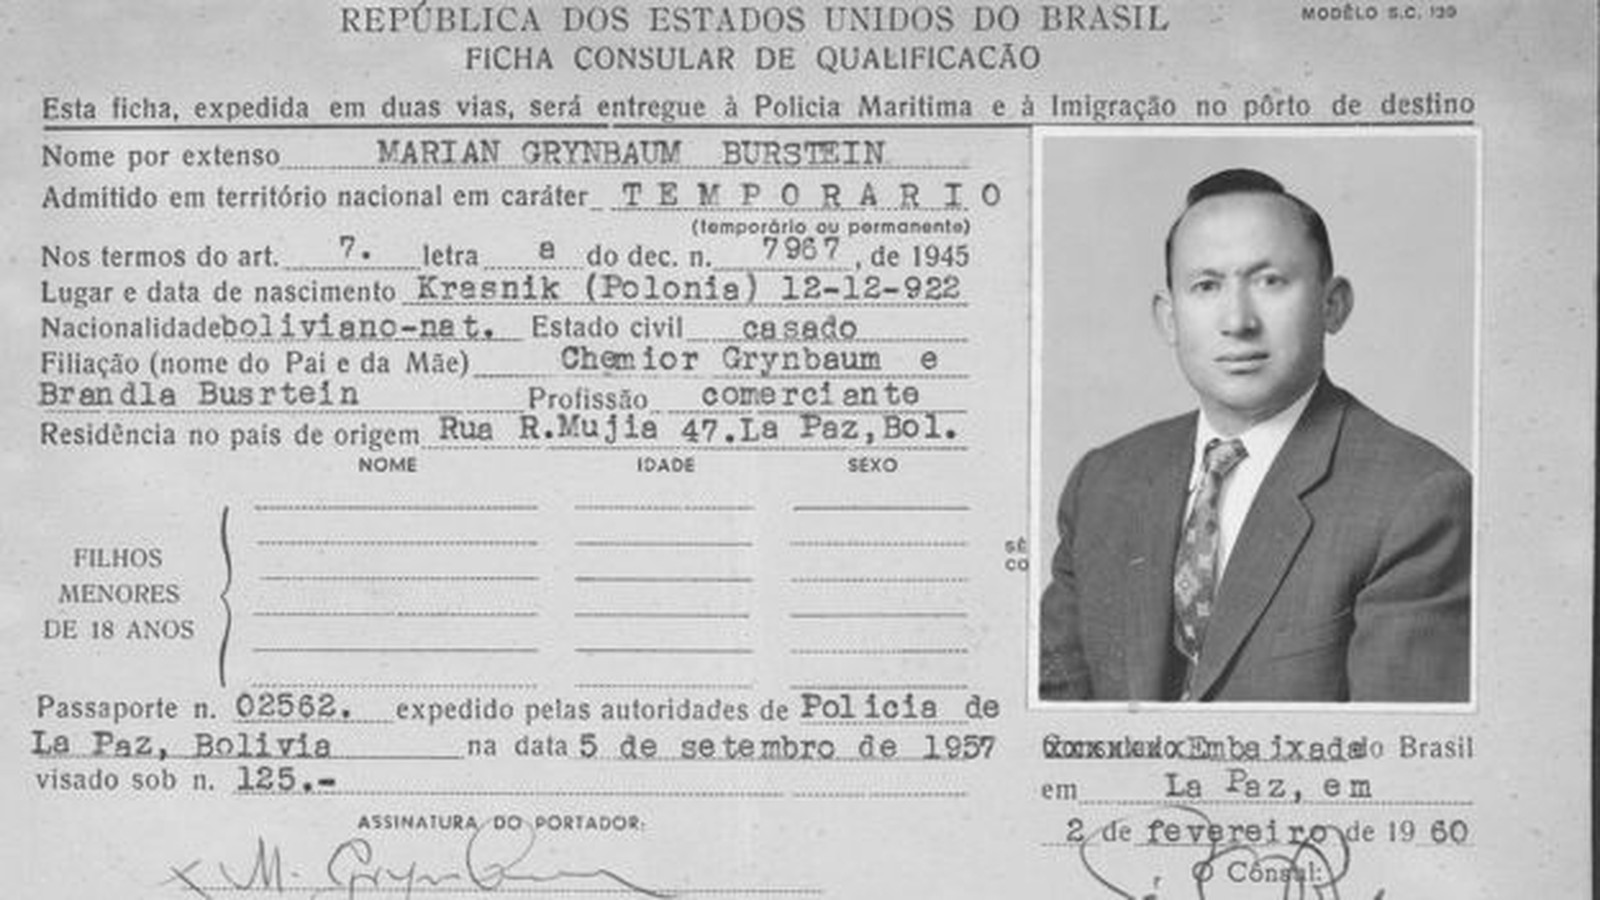 REPÚBLICA DOS ESTADOS UNIDOS DO BRASIL
MODÊLO S.C. 139
FICHA CONSULAR DE QUALIFICAÇÃO
Esta ficha, expedida em duas vias, será entregue à Policia Maritima e à Imigração no pôrto de destino
Nome por extenso MARIAN GRYNBAUM BURSTEIN
Admitido em território nacional em caráter TEMPORARIO
(temporário ou permanente)
Nos termos do art. 7. letra a do dec. n. 7967, de 1945
Lugar e data de nascimento Krasnik (Polonia) 12-12-922
Nacionalidade boliviano-nat. Estado civil casado
Filiação (nome do Pai e da Mãe) Chemior Grynbaum e
Brandla Busrtein Profissão comerciante
Residência no país de origem Rua R.Mujia 47.La Paz,Bol.
NOME IDADE SEXO
FILHOS
MENORES
DE 18 ANOS
Passaporte n. 02562. expedido pelas autoridades de Policia de
La Paz, Bolivia na data 5 de setembro de 1957
visado sob n. 125.-
ASSINATURA DO PORTADOR:
M. Grynbaum
Embaixada do Brasil
em La Paz, em
2 de fevereiro de 1960
O Cônsul: